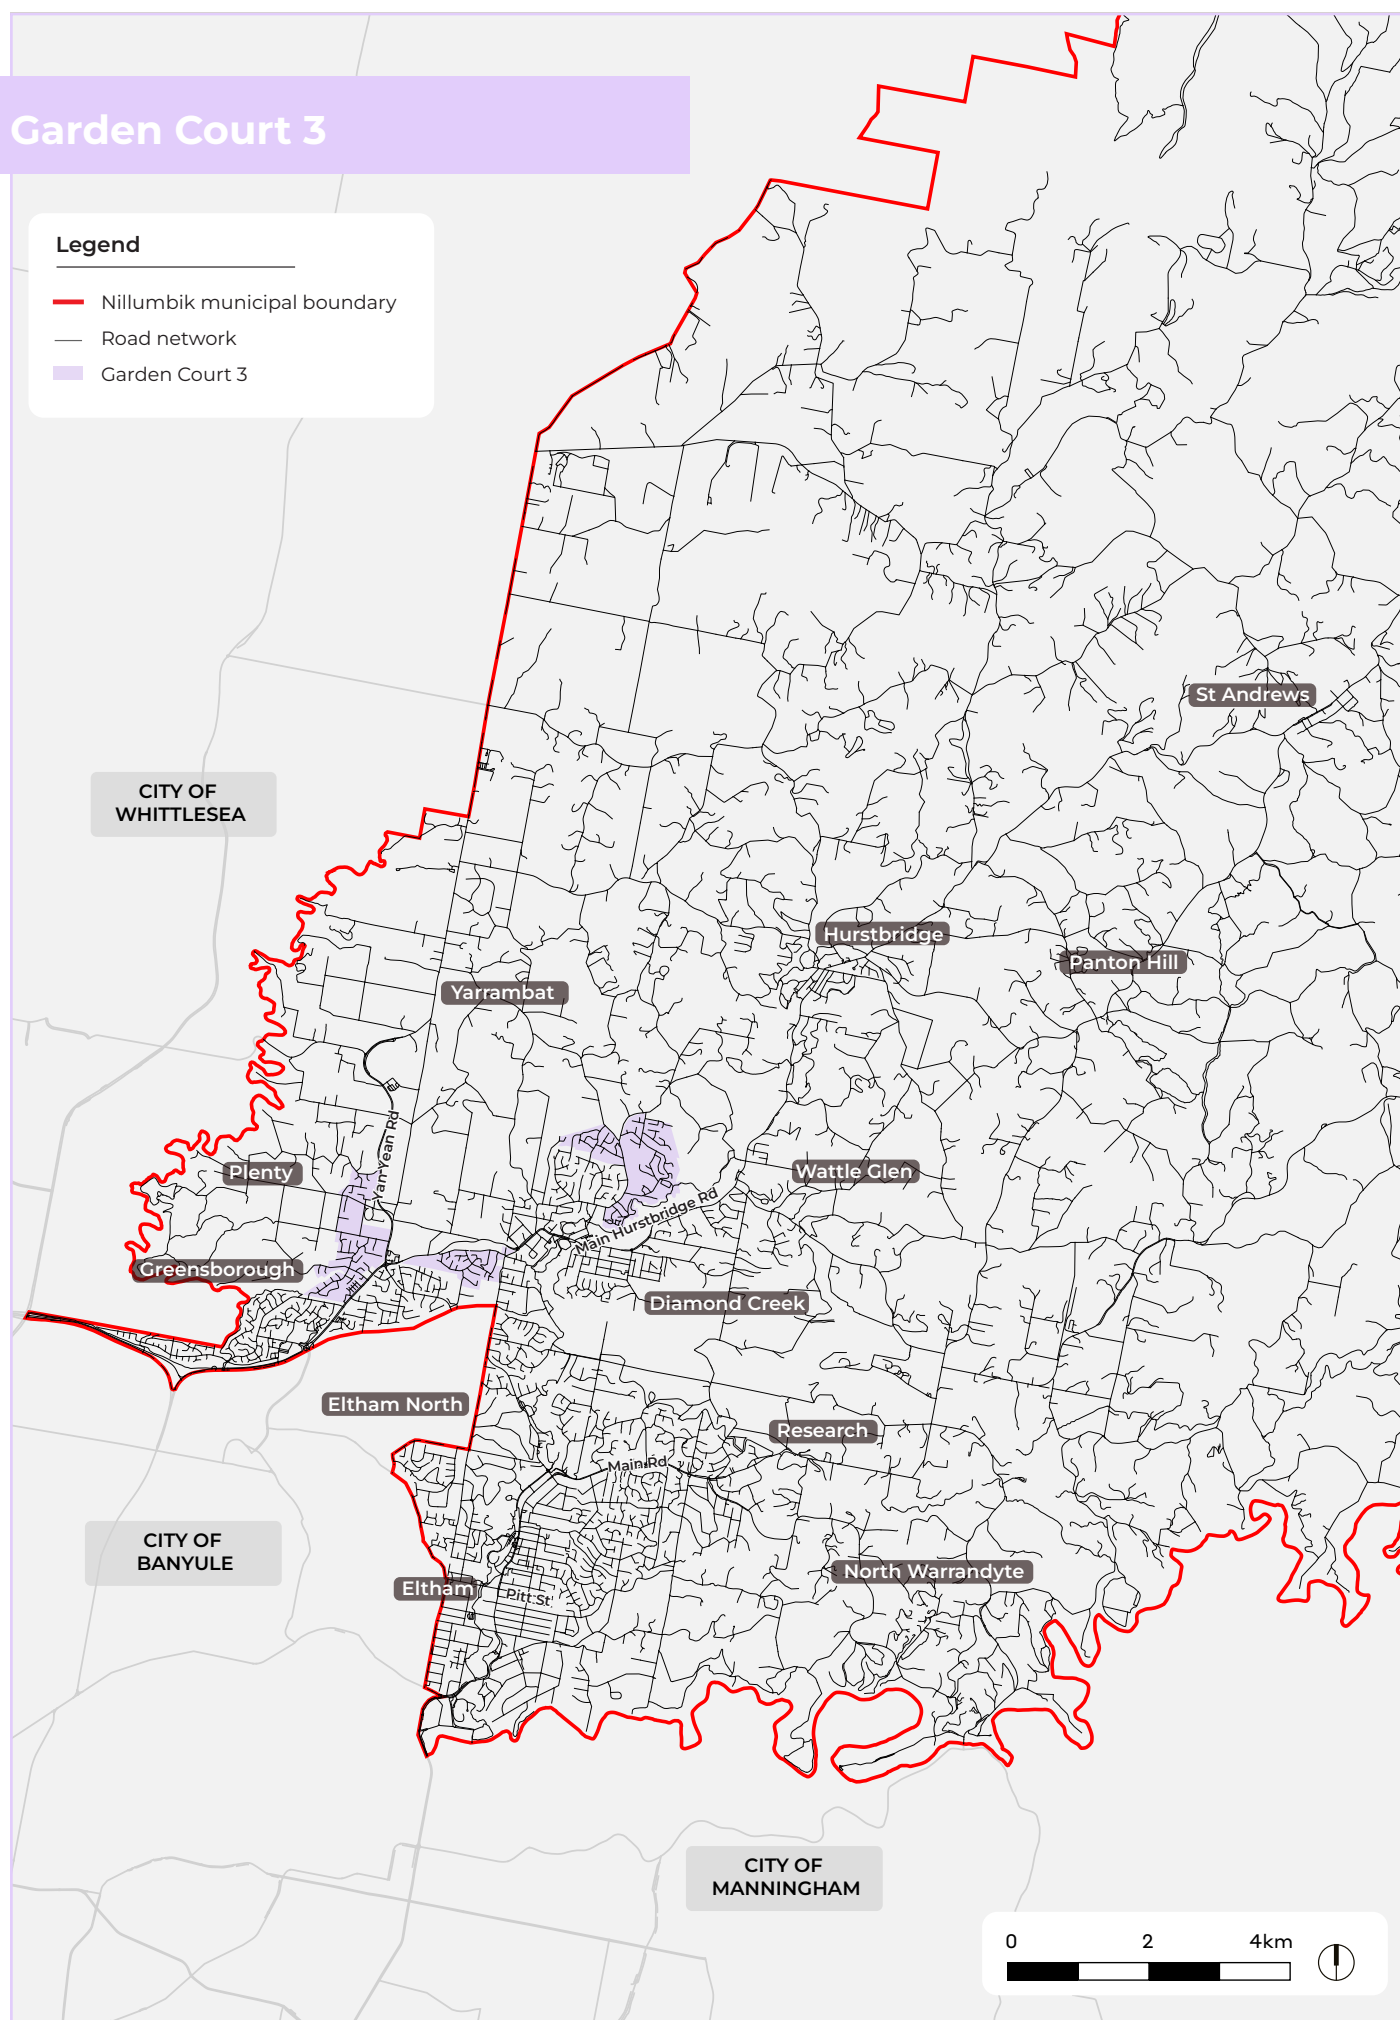 Garden Court 3
Legend
Nillumbik municipal boundary
Road network
Garden Court 3
St Andrews
CITY OF
WHITTLESEA
Hurstbridge
Panton Hill
Yarrambat
Yan Yean Rd
Plenty
Wattle Glen
Main Hurstbridge Rd
Greensborough
Diamond Creek
Eltham North
Research
Main Rd
CITY OF
BANYULE
North Warrandyte
Eltham
Pitt St
CITY OF
MANNINGHAM
0 2 4km